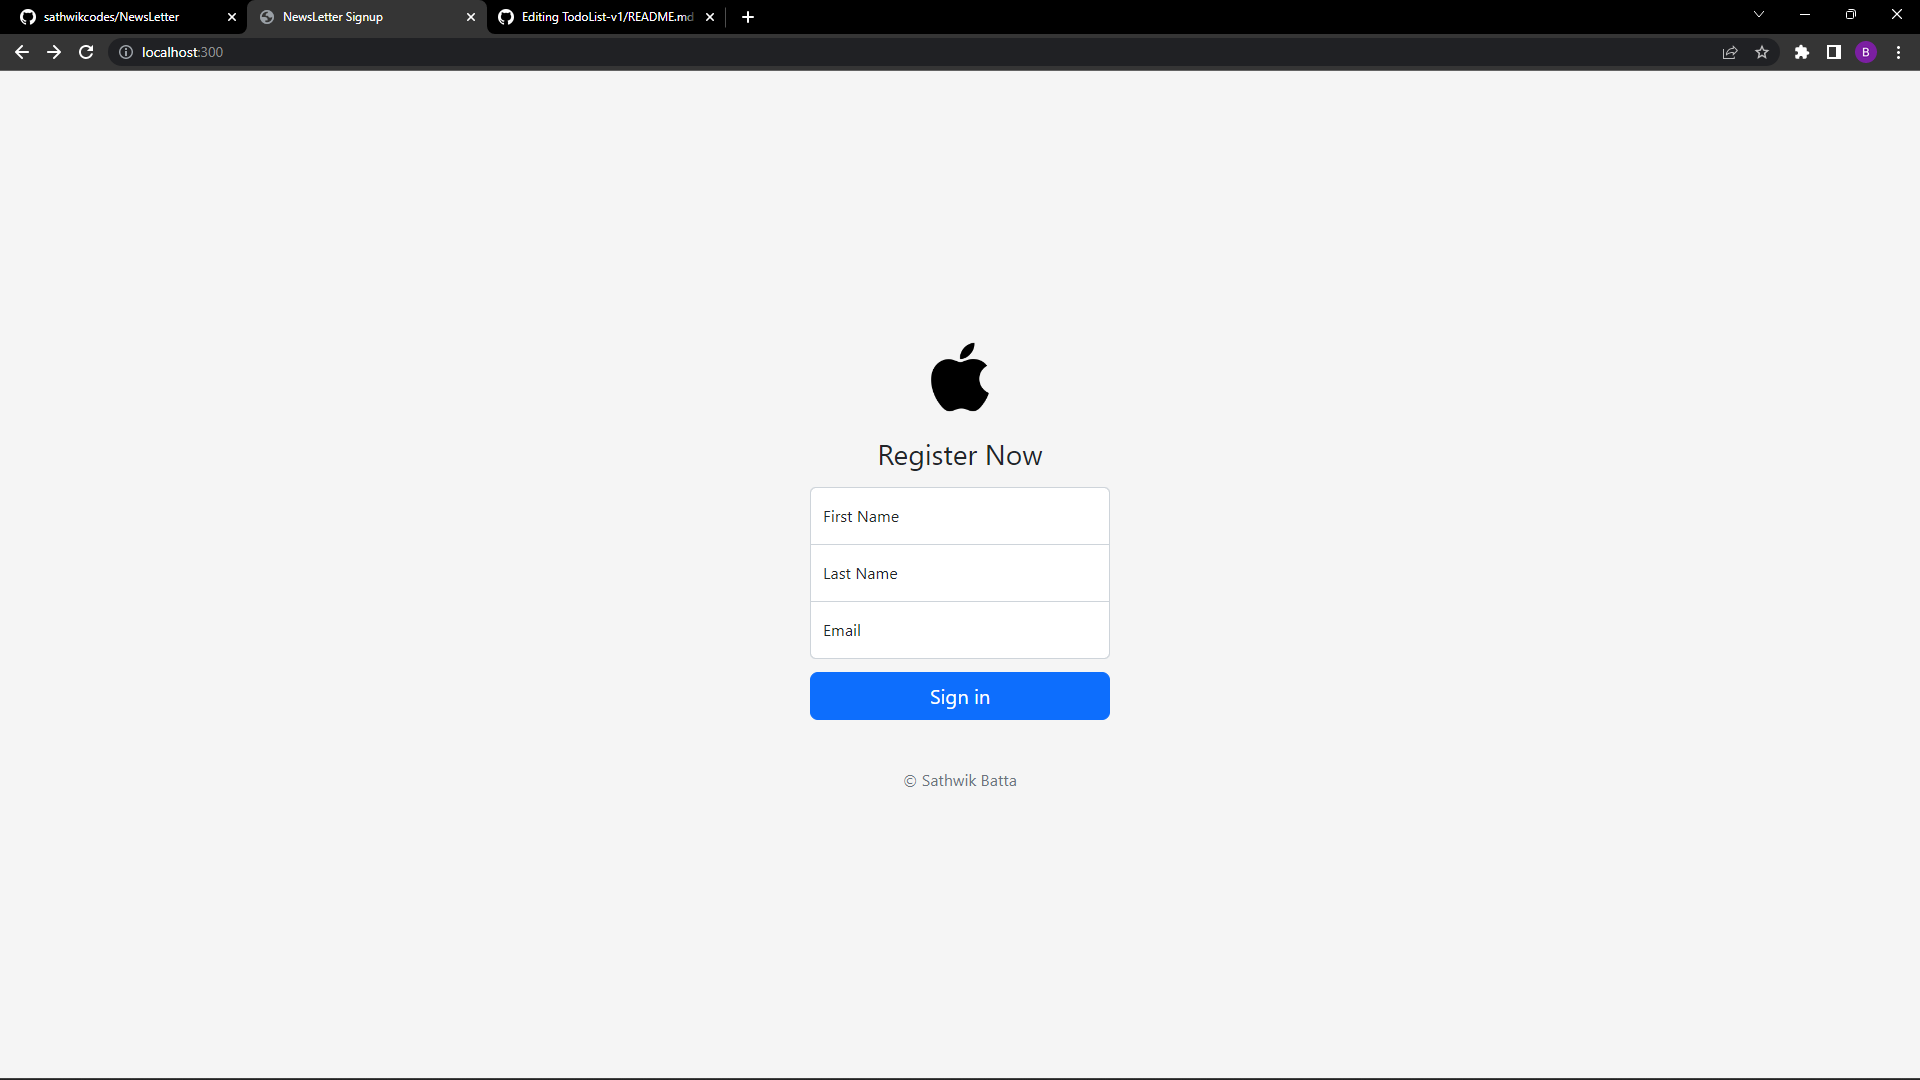 sathwikcodes/NewsLetter
NewsLetter Signup
Editing TodoList-v1/README.md
localhost:300
B
Register Now
First Name
Last Name
Email
Sign in
© Sathwik Batta